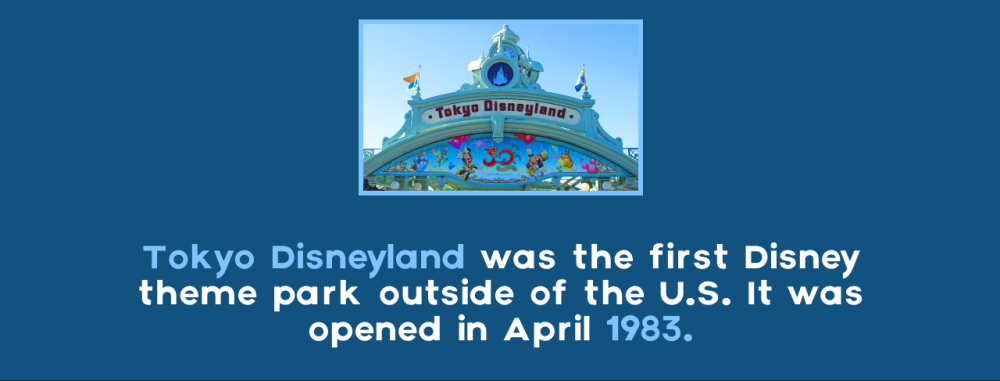 Tokyo Disneyland
30
Tokyo Disneyland was the first Disney
theme park outside of the U.S. It was
opened in April 1983.